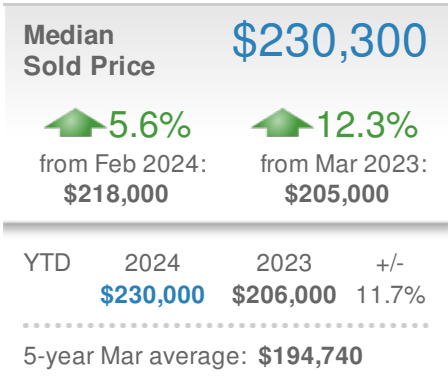 Median Sold Price $230,300
5.6% 12.3%
from Feb 2024: from Mar 2023:
$218,000 $205,000
YTD 2024 2023 +/-
$230,000 $206,000 11.7%
5-year Mar average: $194,740